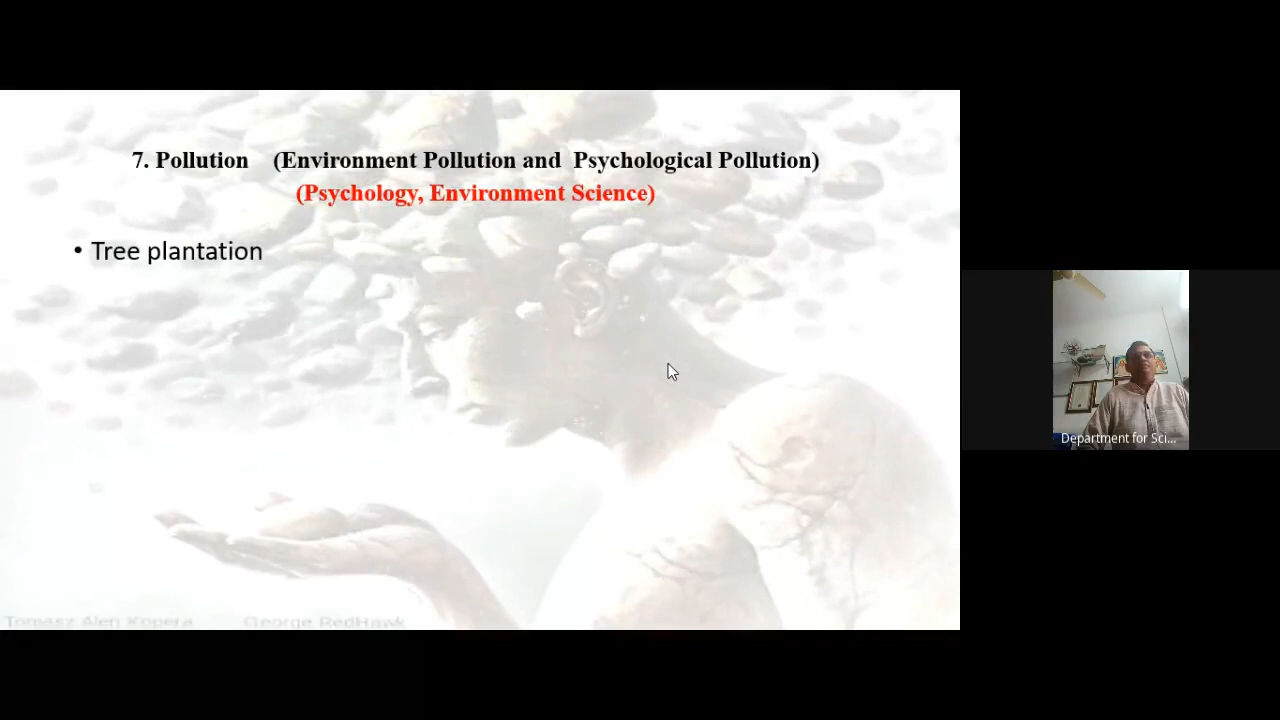 7. Pollution (Environment Pollution and Psychological Pollution)
(Psychology, Environment Science)
• Tree plantation
Department for Sci...
Tomasz Alen Kopera George RedHawk